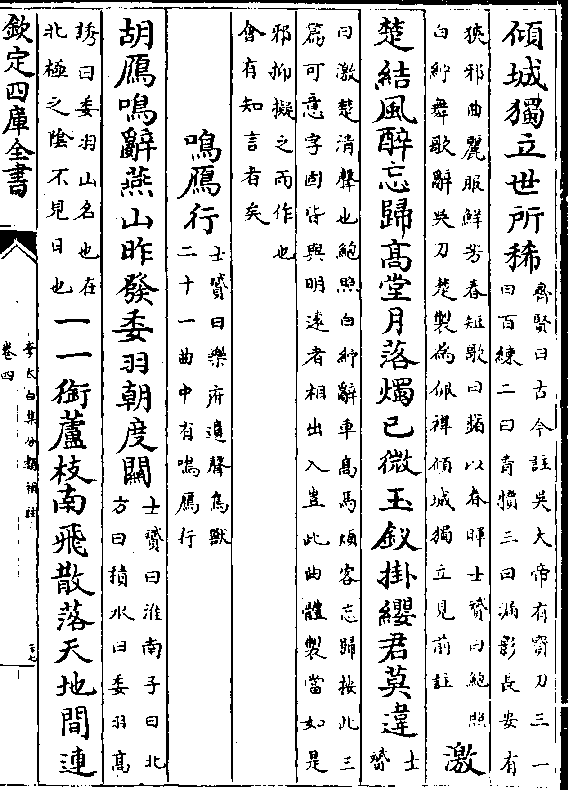 傾城獨立世所稀
齊賢曰古今註吳大帝有寳刀三一
曰百練二曰青犢三曰漏影長安有
狹邪曲麗服鮮芳春短歌曰猶以春暉士贇曰鮑照
白紵舞歌辭吳刀楚製為佩褘傾城獨立見前註
激
楚結風醉忘歸髙堂月落燭已微玉釵掛纓君莫違
士
贇
曰激楚清聲也鮑照白紵辭車髙馬煩客忘歸按此三
篇可意字固皆與明逺者相出入豈此曲體製當如是
邪抑擬之而作也
㑹有知言者矣
鳴鴈行
士贇曰樂府遺聲鳥獸
二十一曲中有鳴鴈行
胡鴈鳴辭燕山昨發委羽朝度關
士贇曰淮南子曰北
方曰積水曰委羽髙
誘曰委羽山名也在
北極之陰不見日也
一一銜蘆枝南飛散落天地間連
欽定四庫全書
李太白集分類補註
卷四